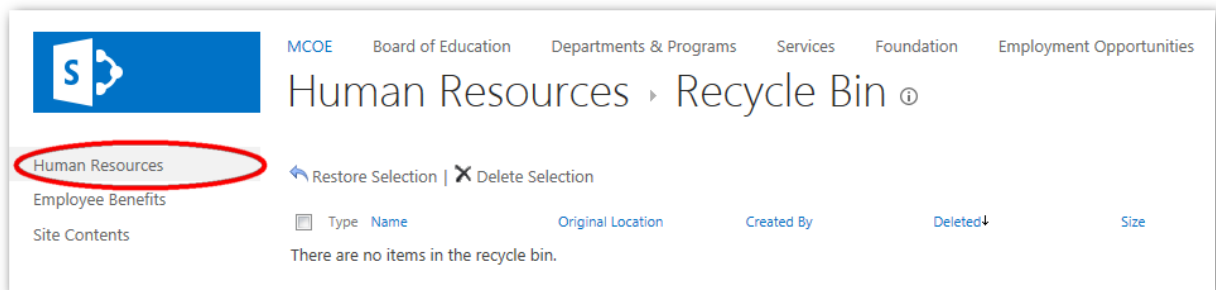 S
MCOE Board of Education Departments & Programs Services Foundation Employment Opportunities
Human Resources ▸ Recycle Bin
Human Resources
Employee Benefits
Site Contents
Restore Selection | Delete Selection
Type Name Original Location Created By Deleted↓ Size
There are no items in the recycle bin.